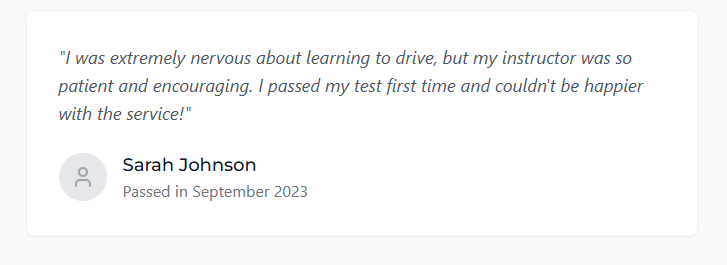 "I was extremely nervous about learning to drive, but my instructor was so
patient and encouraging. I passed my test first time and couldn't be happier
with the service!"
Sarah Johnson
Passed in September 2023